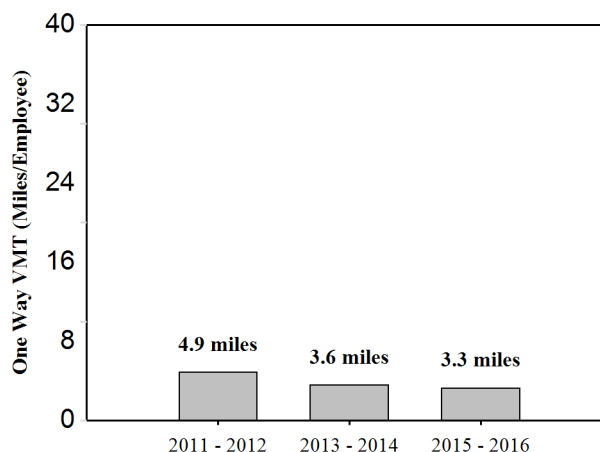 40
32
24
16
8
0
One Way VMT (Miles/Employee)
4.9 miles
3.6 miles
3.3 miles
2011 - 2012
2013 - 2014
2015 - 2016